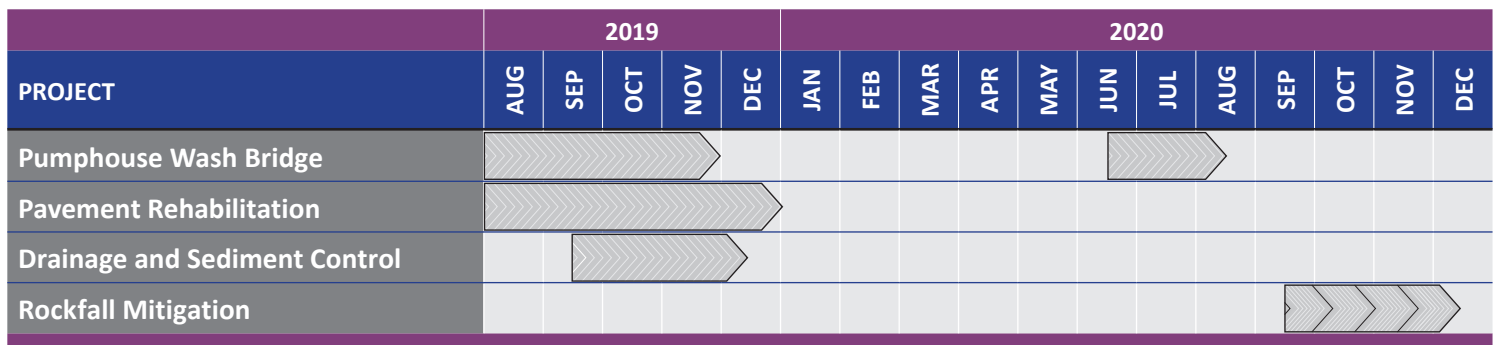 2019 2020
PROJECT AUG SEP OCT NOV DEC JAN FEB MAR APR MAY JUN JUL AUG SEP OCT NOV DEC
Pumphouse Wash Bridge
Pavement Rehabilitation
Drainage and Sediment Control
Rockfall Mitigation